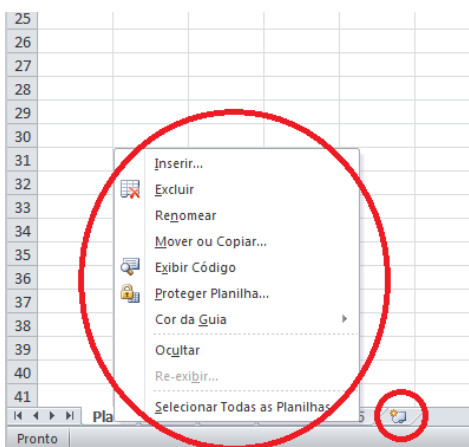 25
26
27
28
29
30
31
32
33
34
35
36
37
38
39
40
41
Inserir...
Excluir
Renomear
Mover ou Copiar...
Exibir Código
Proteger Planilha...
Cor da Guia
Ocultar
Re-exibir...
Selecionar Todas as Planilhas
Pla
Pronto